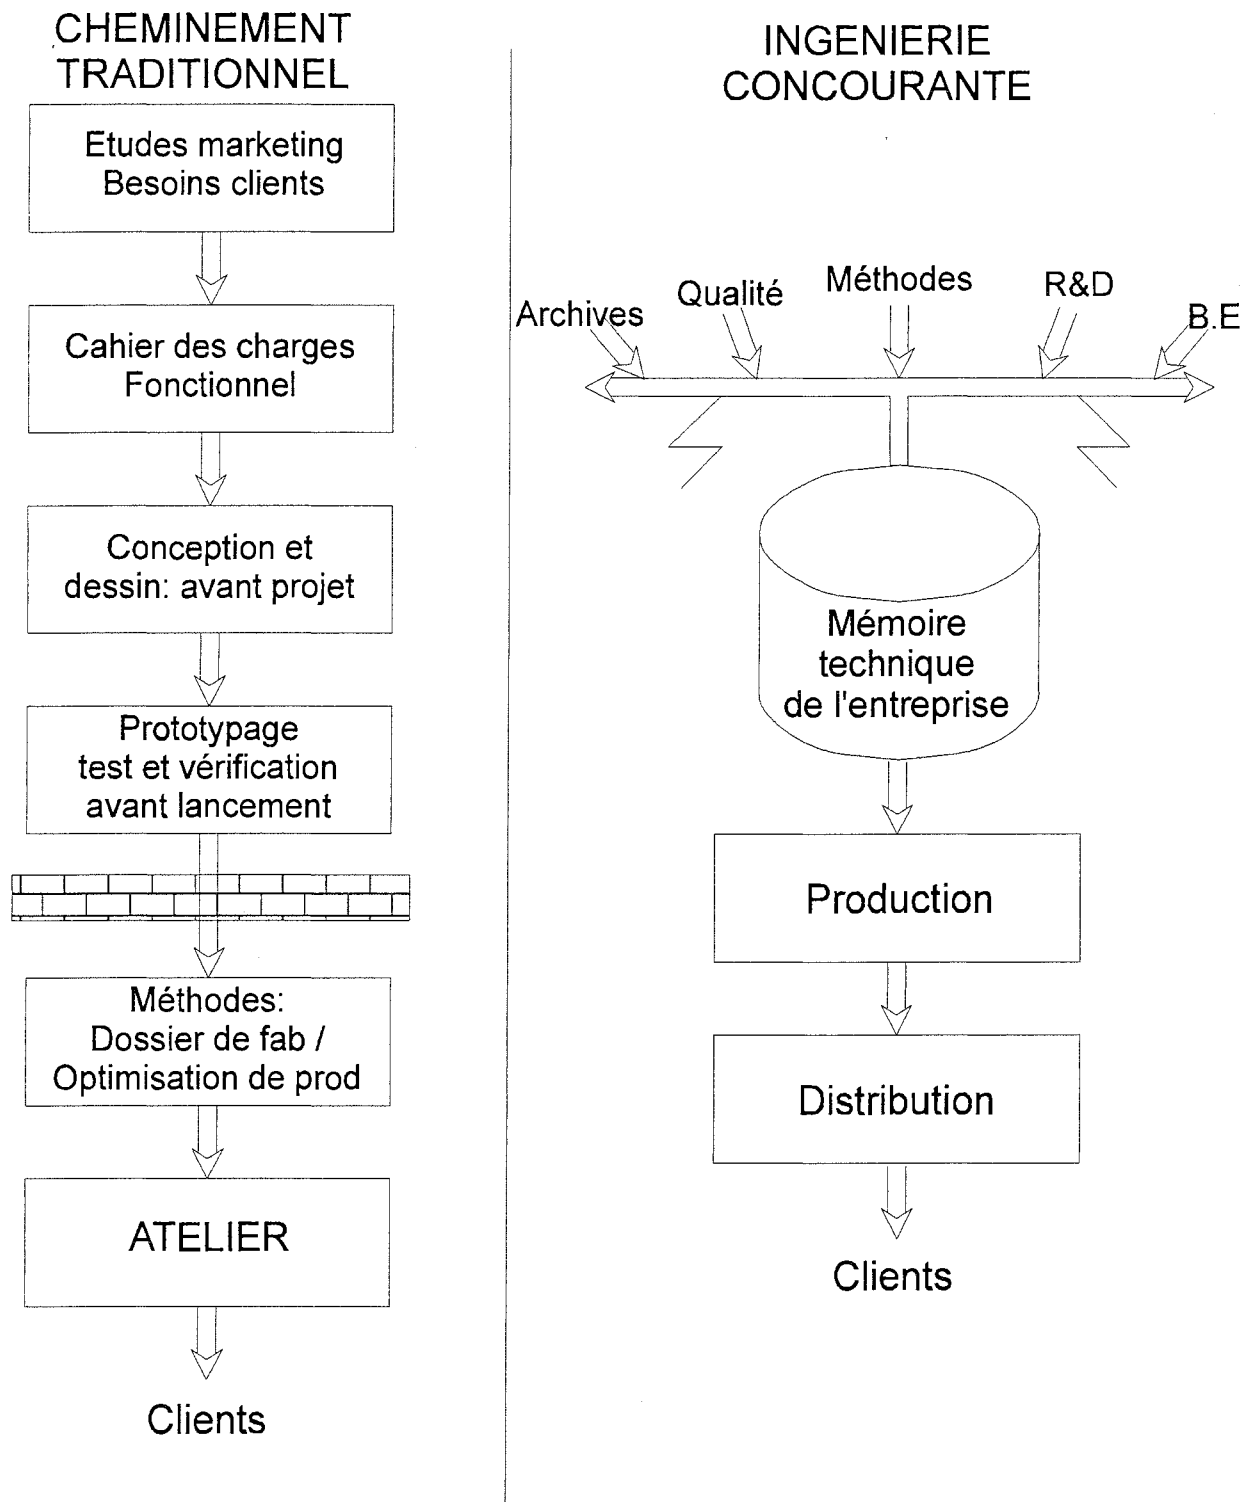 CHEMINEMENT
TRADITIONNEL
Etudes marketing
Besoins clients
Cahier des charges
Fonctionnel
Conception et
dessin: avant projet
Prototypage
test et vérification
avant lancement
Méthodes:
Dossier de fab /
Optimisation de prod
ATELIER
Clients
INGENIERIE
CONCOURANTE
Archives
Qualité
Méthodes
R&D
B.E
Mémoire
technique
de l'entreprise
Production
Distribution
Clients